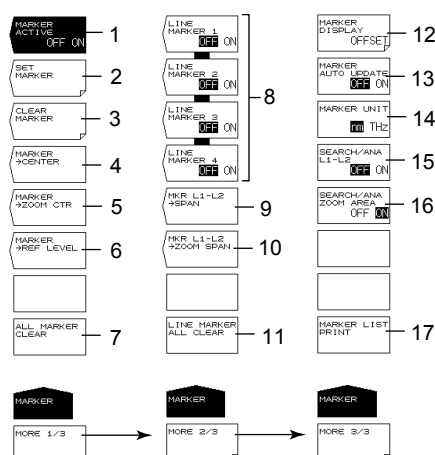 MARKER
ACTIVE
OFF ON
1
SET
MARKER
2
CLEAR
MARKER
3
MARKER
→CENTER
4
MARKER
→ZOOM CTR
5
MARKER
→REF LEVEL
6
ALL MARKER
CLEAR
7
LINE
MARKER 1
OFF ON
LINE
MARKER 2
OFF ON
LINE
MARKER 3
OFF ON
LINE
MARKER 4
OFF ON
8
MKR L1-L2
→SPAN
9
MKR L1-L2
→ZOOM SPAN
10
LINE MARKER
ALL CLEAR
11
MARKER
DISPLAY
OFFSET
12
MARKER
AUTO UPDATE
OFF ON
13
MARKER UNIT
nm THz
14
SEARCH/ANA
L1-L2
OFF ON
15
SEARCH/ANA
ZOOM AREA
OFF ON
16
MARKER LIST
PRINT
17
MARKER
MORE 1/3
MARKER
MORE 2/3
MARKER
MORE 3/3